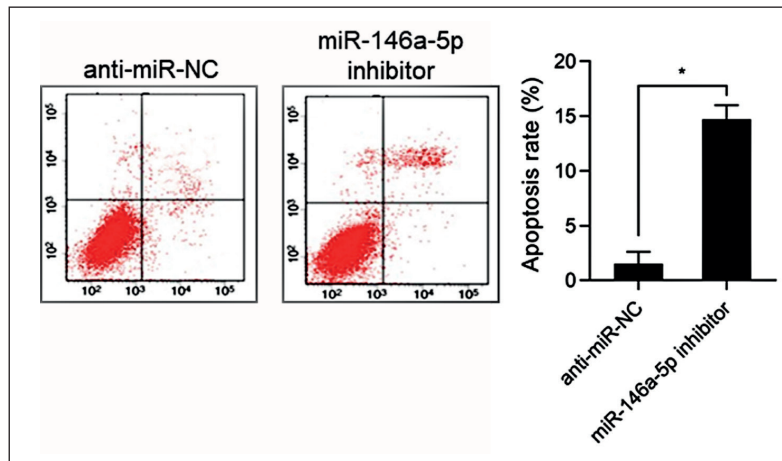 anti-miR-NC
miR-146a-5p
inhibitor
10⁵
10⁴
10³
10²
10² 10³ 10⁴ 10⁵
10⁵
10⁴
10³
10²
10² 10³ 10⁴ 10⁵
Apoptosis rate (%)
20
15
10
5
0
*
anti-miR-NC
miR-146a-5p inhibitor